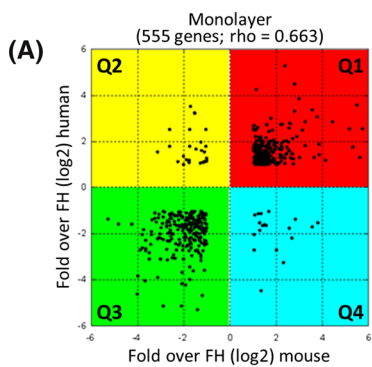 Monolayer
(555 genes; rho = 0.663)
(A)
Fold over FH (log2) human
6
4
2
0
-2
-4
-6
Q2
Q1
Q3
Q4
-6 -4 -2 0 2 4 6
Fold over FH (log2) mouse